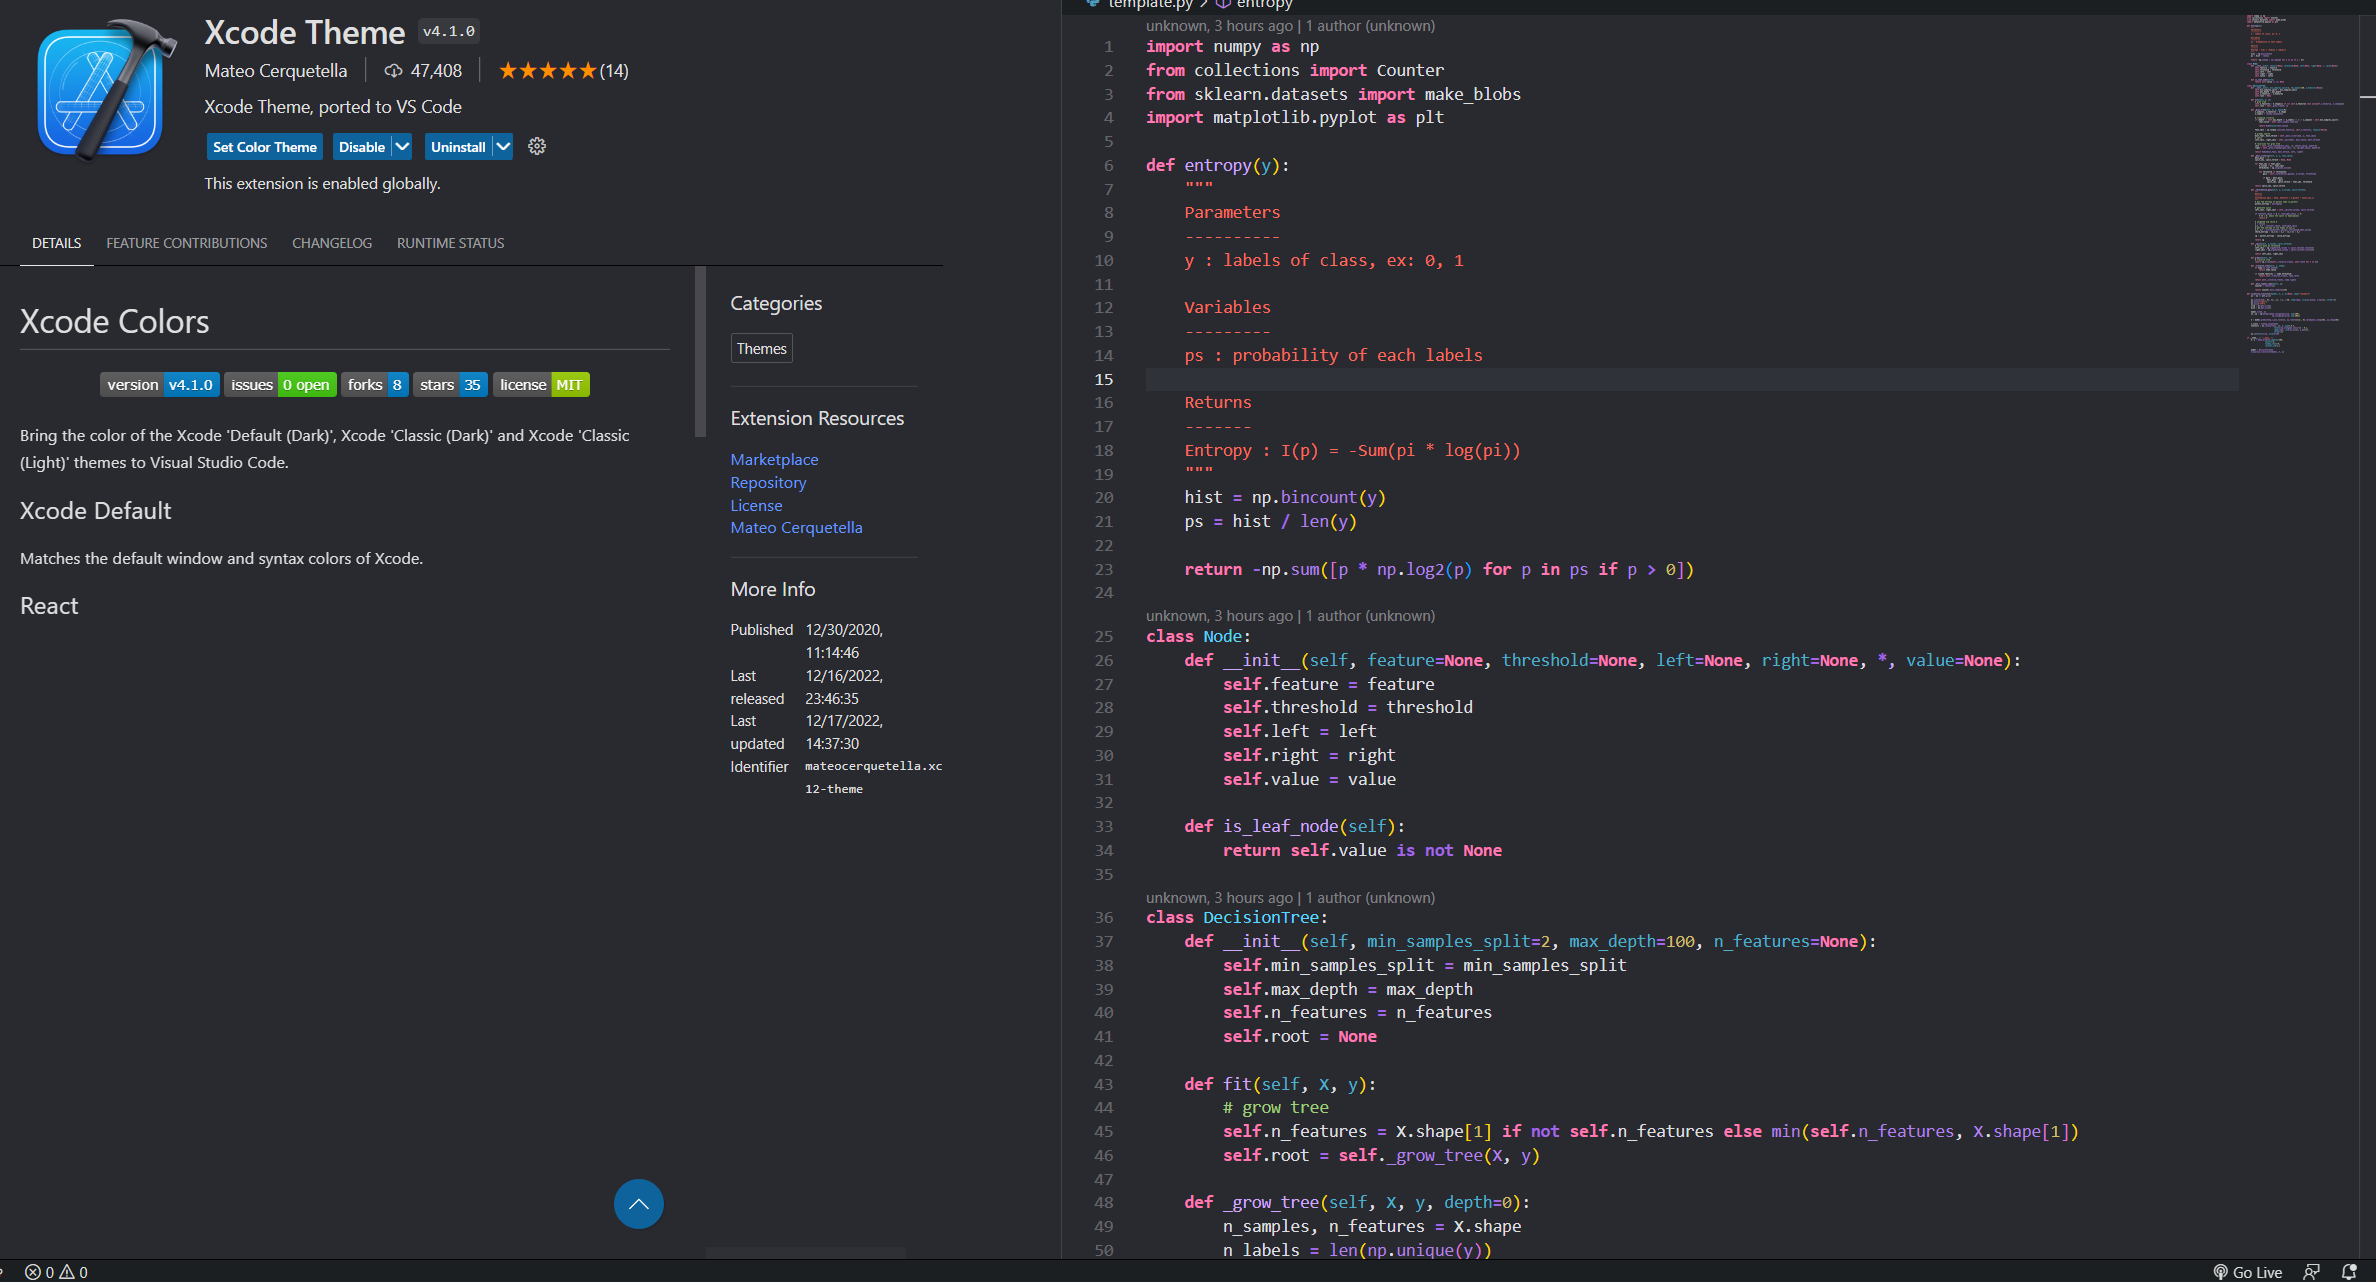 Xcode Theme v4.1.0
Mateo Cerquetella 47,408 ★★★★★(14)
Xcode Theme, ported to VS Code
Set Color Theme Disable Uninstall
This extension is enabled globally.
DETAILS FEATURE CONTRIBUTIONS CHANGELOG RUNTIME STATUS
Xcode Colors
version v4.1.0 issues 0 open forks 8 stars 35 license MIT
Bring the color of the Xcode 'Default (Dark)', Xcode 'Classic (Dark)' and Xcode 'Classic
(Light)' themes to Visual Studio Code.
Xcode Default
Matches the default window and syntax colors of Xcode.
React
Categories
Themes
Extension Resources
Marketplace
Repository
License
Mateo Cerquetella
More Info
Published 12/30/2020,
11:14:46
Last 12/16/2022,
released 23:46:35
Last 12/17/2022,
updated 14:37:30
Identifier mateocerquetella.xc
12-theme
template.py > entropy
unknown, 3 hours ago | 1 author (unknown)
1 import numpy as np
2 from collections import Counter
3 from sklearn.datasets import make_blobs
4 import matplotlib.pyplot as plt
5
6 def entropy(y):
7 """
8 Parameters
9 ----------
10 y : labels of class, ex: 0, 1
11
12 Variables
13 ---------
14 ps : probability of each labels
15
16 Returns
17 -------
18 Entropy : I(p) = -Sum(pi * log(pi))
19 """
20 hist = np.bincount(y)
21 ps = hist / len(y)
22
23 return -np.sum([p * np.log2(p) for p in ps if p > 0])
24
unknown, 3 hours ago | 1 author (unknown)
25 class Node:
26 def __init__(self, feature=None, threshold=None, left=None, right=None, *, value=None):
27 self.feature = feature
28 self.threshold = threshold
29 self.left = left
30 self.right = right
31 self.value = value
32
33 def is_leaf_node(self):
34 return self.value is not None
35
unknown, 3 hours ago | 1 author (unknown)
36 class DecisionTree:
37 def __init__(self, min_samples_split=2, max_depth=100, n_features=None):
38 self.min_samples_split = min_samples_split
39 self.max_depth = max_depth
40 self.n_features = n_features
41 self.root = None
42
43 def fit(self, X, y):
44 # grow tree
45 self.n_features = X.shape[1] if not self.n_features else min(self.n_features, X.shape[1])
46 self.root = self._grow_tree(X, y)
47
48 def _grow_tree(self, X, y, depth=0):
49 n_samples, n_features = X.shape
50 n_labels = len(np.unique(y))
0 0 Go Live